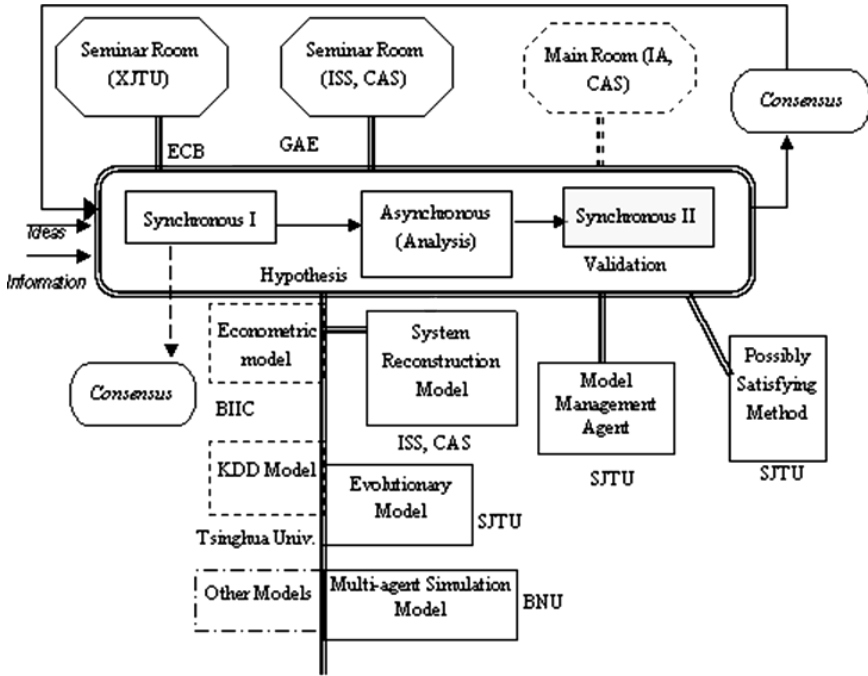 Seminar Room
(XJTU)
Seminar Room
(ISS, CAS)
Main Room (IA,
CAS)
Consensus
ECB
GAE
Synchronous I
Asynchronous
(Analysis)
Synchronous II
Ideas
Information
Hypothesis
Validation
Consensus
Econometric
model
BIIC
System
Reconstruction
Model
ISS, CAS
Model
Management
Agent
SJTU
Possibly
Satisfying
Method
SJTU
KDD Model
Tsinghua Univ.
Evolutionary
Model
SJTU
Other Models
Multi-agent Simulation
Model
BNU